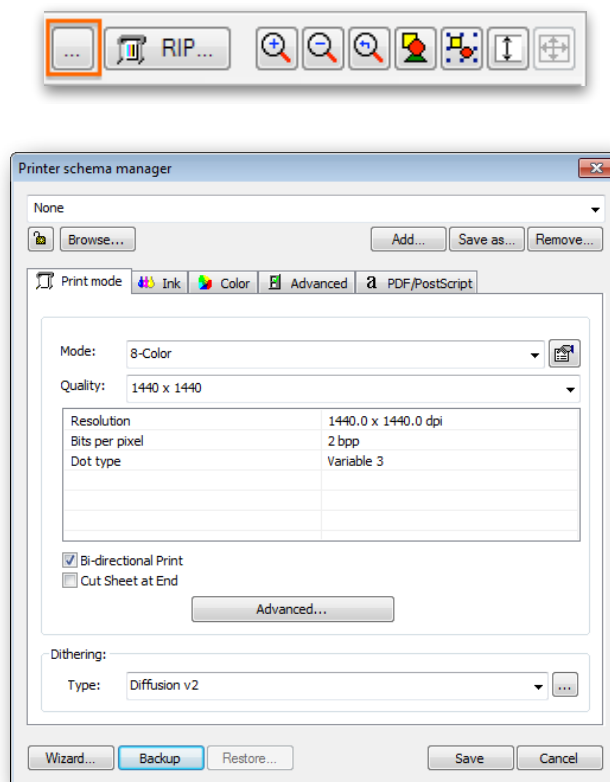 ... RIP...
Printer schema manager
None
Browse... Add... Save as... Remove...
Print mode Ink Color Advanced a PDF/PostScript
Mode: 8-Color
Quality: 1440 x 1440
Resolution 1440.0 x 1440.0 dpi
Bits per pixel 2 bpp
Dot type Variable 3
Bi-directional Print
Cut Sheet at End
Advanced...
Dithering:
Type: Diffusion v2 ...
Wizard... Backup Restore... Save Cancel